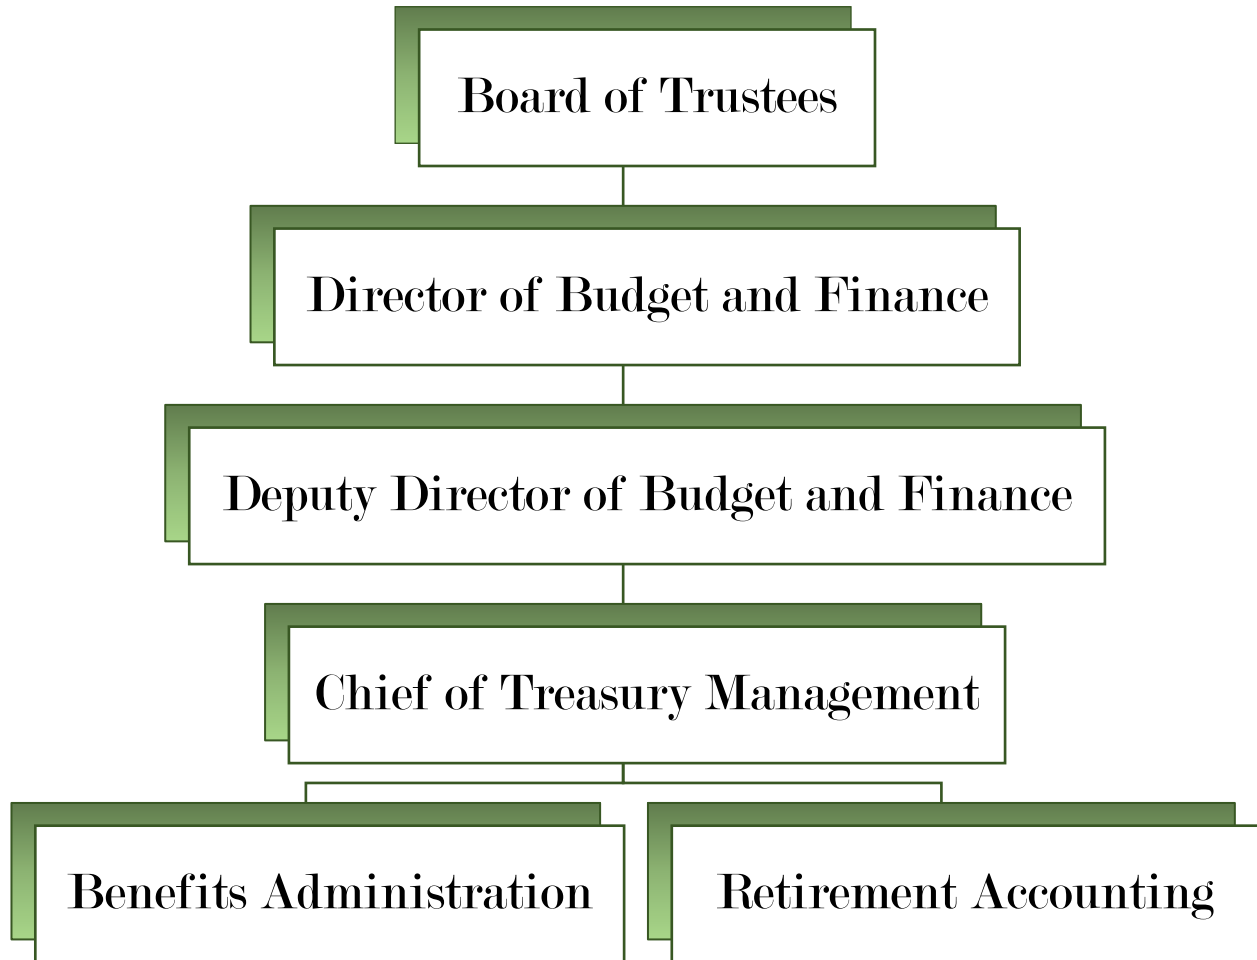 Board of Trustees
Director of Budget and Finance
Deputy Director of Budget and Finance
Chief of Treasury Management
Benefits Administration
Retirement Accounting